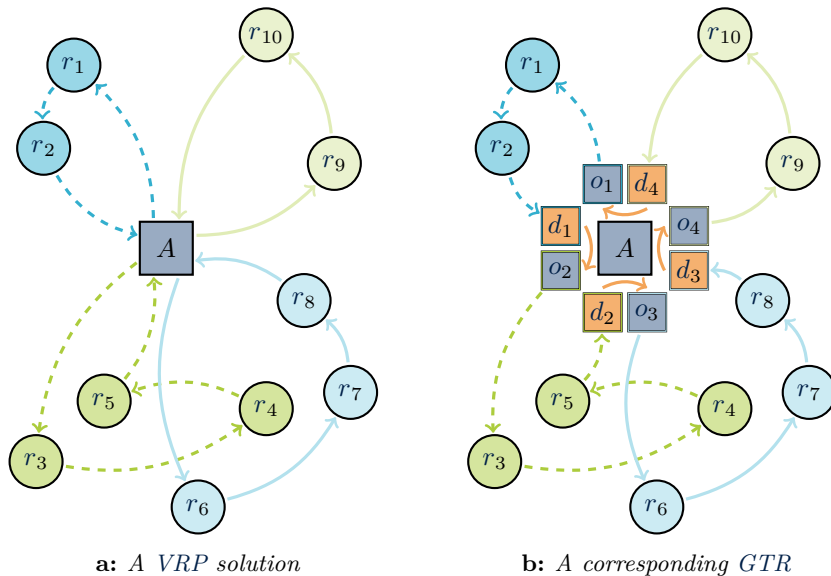 r10
r1
r2
r9
A
r8
r7
r5
r4
r3
r6
a: A VRP solution
r10
r1
r2
r9
o1
d4
d1
A
o4
o2
d3
d2
o3
r8
r7
r5
r4
r3
r6
b: A corresponding GTR